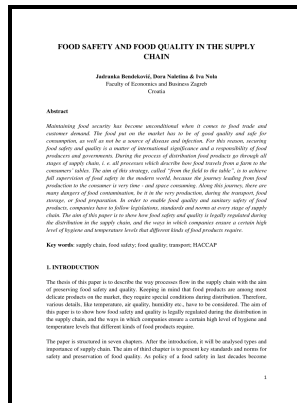 FOOD SAFETY AND FOOD QUALITY IN THE SUPPLY
CHAIN
Jadranka Bendeković, Dora Naletina & Ivo Nola
Faculty of Economics and Business Zagreb
Croatia
Abstract
Maintaining food security has become unconditional when it comes to food trade and
customer demand. The food put on the market has to be of good quality and safe for
consumption, as well as not be a source of disease and infection. For this reason, securing
food safety and quality is a matter of international significance and a responsibility of food
producers and governments. During the process of distribution food products go through all
stages of supply chain, i. e. all processes which describe how food travels from a farm to the
consumers' tables. The aim of this strategy, called "from the field to the table", is to achieve
full supervision of food safety in the modern world, because the journey leading from food
production to the consumer is very time - and space consuming. Along this journey, there are
many dangers of food contamination, be it in the very production, during the transport, food
storage, or food preparation. In order to enable food quality and sanitary safety of food
products, companies have to follow legislations, standards and norms at every stage of supply
chain. The aim of this paper is to show how food safety and quality is legally regulated during
the distribution in the supply chain, and the ways in which companies ensure a certain high
level of hygiene and temperature levels that different kinds of food products require.
Key words: supply chain, food safety; food quality; transport; HACCAP
1. INTRODUCTION
The thesis of this paper is to describe the way processes flow in the supply chain with the aim
of preserving food safety and quality. Keeping in mind that food products are among most
delicate products on the market, they require special conditions during distribution. Therefore,
various details, like temperature, air quality, humidity etc., have to be considered. The aim of
this paper is to show how food safety and quality is legally regulated during the distribution in
the supply chain, and the ways in which companies ensure a certain high level of hygiene and
temperature levels that different kinds of food products require.
The paper is structured in seven chapters. After the introduction, it will be analysed types and
importance of supply chain. The aim of third chapter is to present key standards and norms for
safety and preservation of food quality. As policy of a food safety in last decades become
1